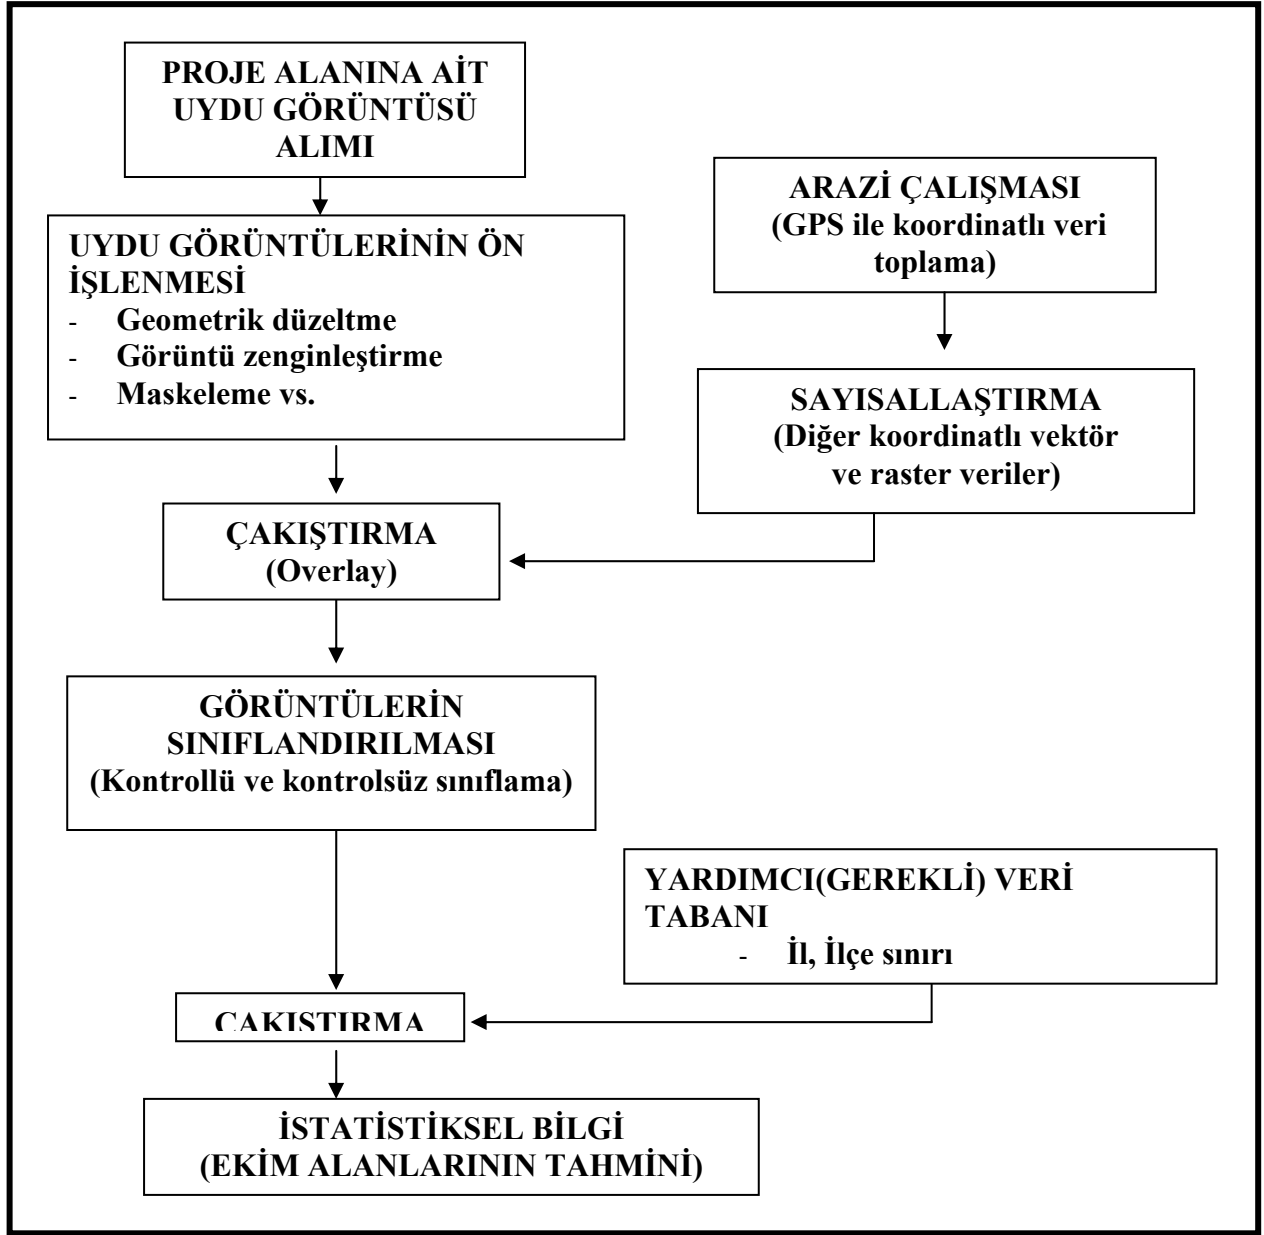 PROJE ALANINA AİT
UYDU GÖRÜNTÜSÜ
ALIMI
ARAZİ ÇALIŞMASI
(GPS ile koordinatlı veri
toplama)
UYDU GÖRÜNTÜLERİNİN ÖN
İŞLENMESİ
- Geometrik düzeltme
- Görüntü zenginleştirme
- Maskeleme vs.
SAYISALLAŞTIRMA
(Diğer koordinatlı vektör
ve raster veriler)
ÇAKIŞTIRMA
(Overlay)
GÖRÜNTÜLERİN
SINIFLANDIRILMASI
(Kontrollü ve kontrolsüz sınıflama)
YARDIMCI(GEREKLİ) VERİ
TABANI
- İl, İlçe sınırı
ÇAKIŞTIRMA
İSTATİSTİKSEL BİLGİ
(EKİM ALANLARININ TAHMİNİ)